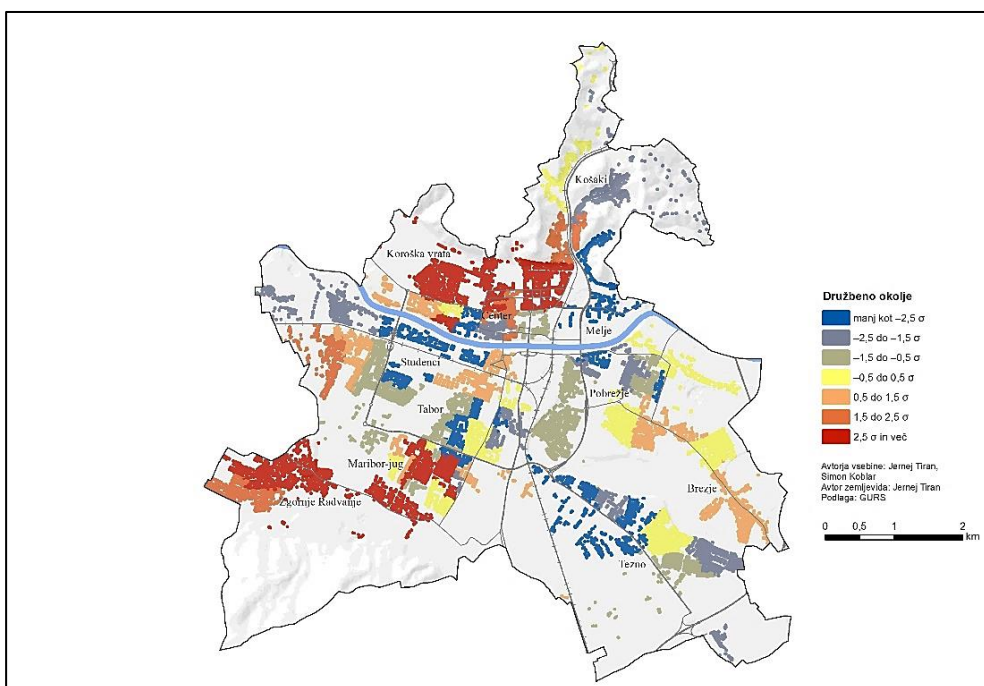 Košaki
Koroška vrata
Center
Melje
Studenci
Pobrežje
Tabor
Maribor-jug
Brezje
Zgornje Radvanje
Tezno
Družbeno okolje
manj kot –2,5 σ
–2,5 do –1,5 σ
–1,5 do –0,5 σ
–0,5 do 0,5 σ
0,5 do 1,5 σ
1,5 do 2,5 σ
2,5 σ in več
Avtorja vsebine: Jernej Tiran,
Simon Koblar
Avtor zemljevida: Jernej Tiran
Podlaga: GURS
0 0,5 1 2
km